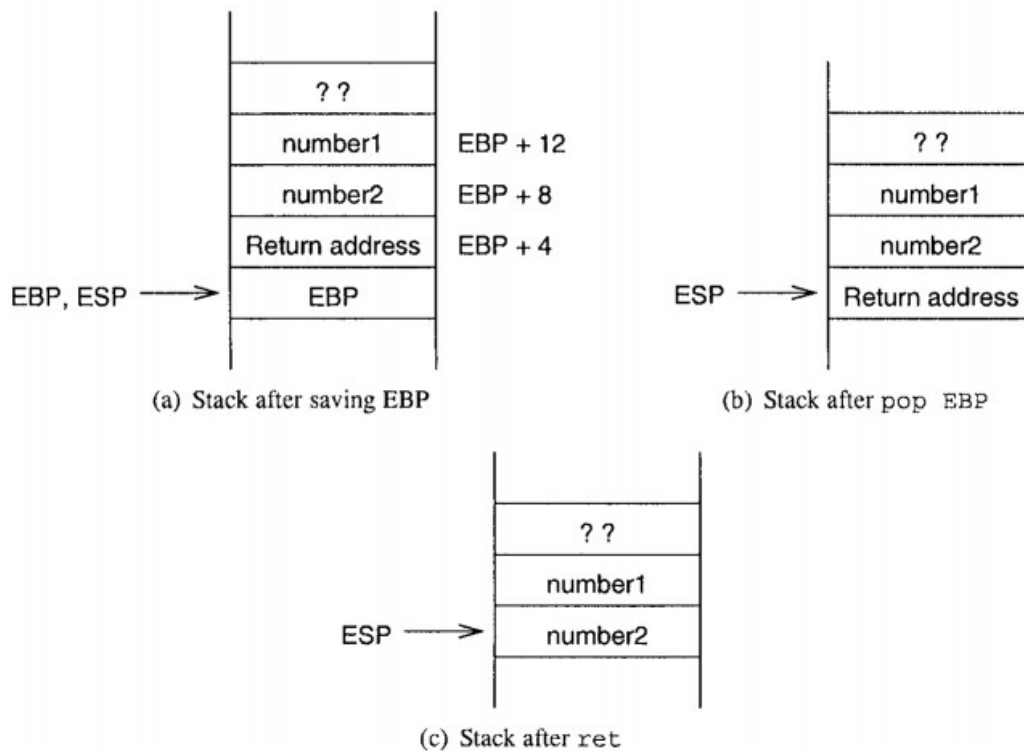 ? ?
number1 EBP + 12
number2 EBP + 8
Return address EBP + 4
EBP, ESP EBP
(a) Stack after saving EBP
? ?
number1
number2
ESP Return address
(b) Stack after pop EBP
? ?
number1
ESP number2
(c) Stack after ret